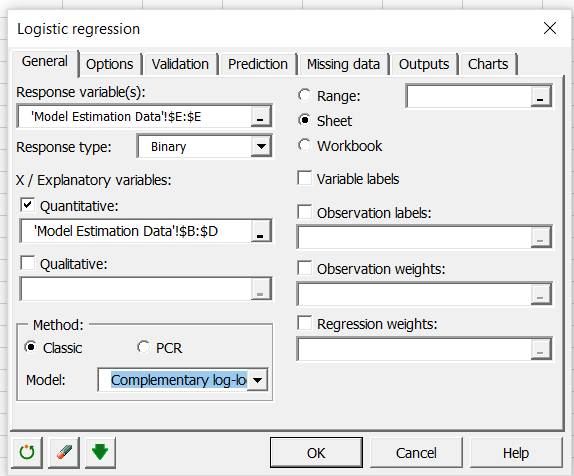 Logistic regression
General Options Validation Prediction Missing data Outputs Charts
Response variable(s):
'Model Estimation Data'!$E:$E
Response type: Binary
X / Explanatory variables:
Quantitative:
'Model Estimation Data'!$B:$D
Qualitative:
Method:
Classic PCR
Model: Complementary log-lo
Range:
Sheet
Workbook
Variable labels
Observation labels:
Observation weights:
Regression weights:
OK Cancel Help